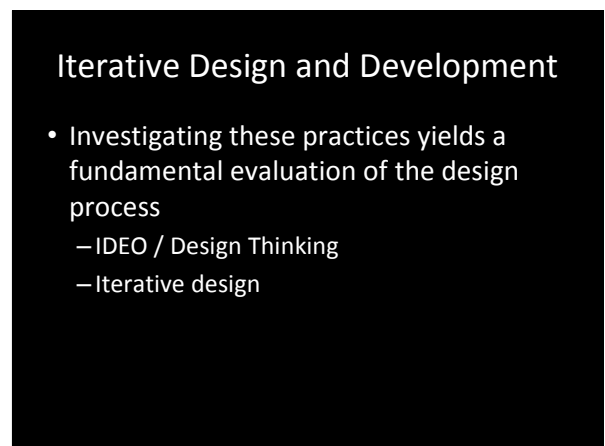 Iterative Design and Development
• Investigating these practices yields a
fundamental evaluation of the design
process
– IDEO / Design Thinking
– Iterative design